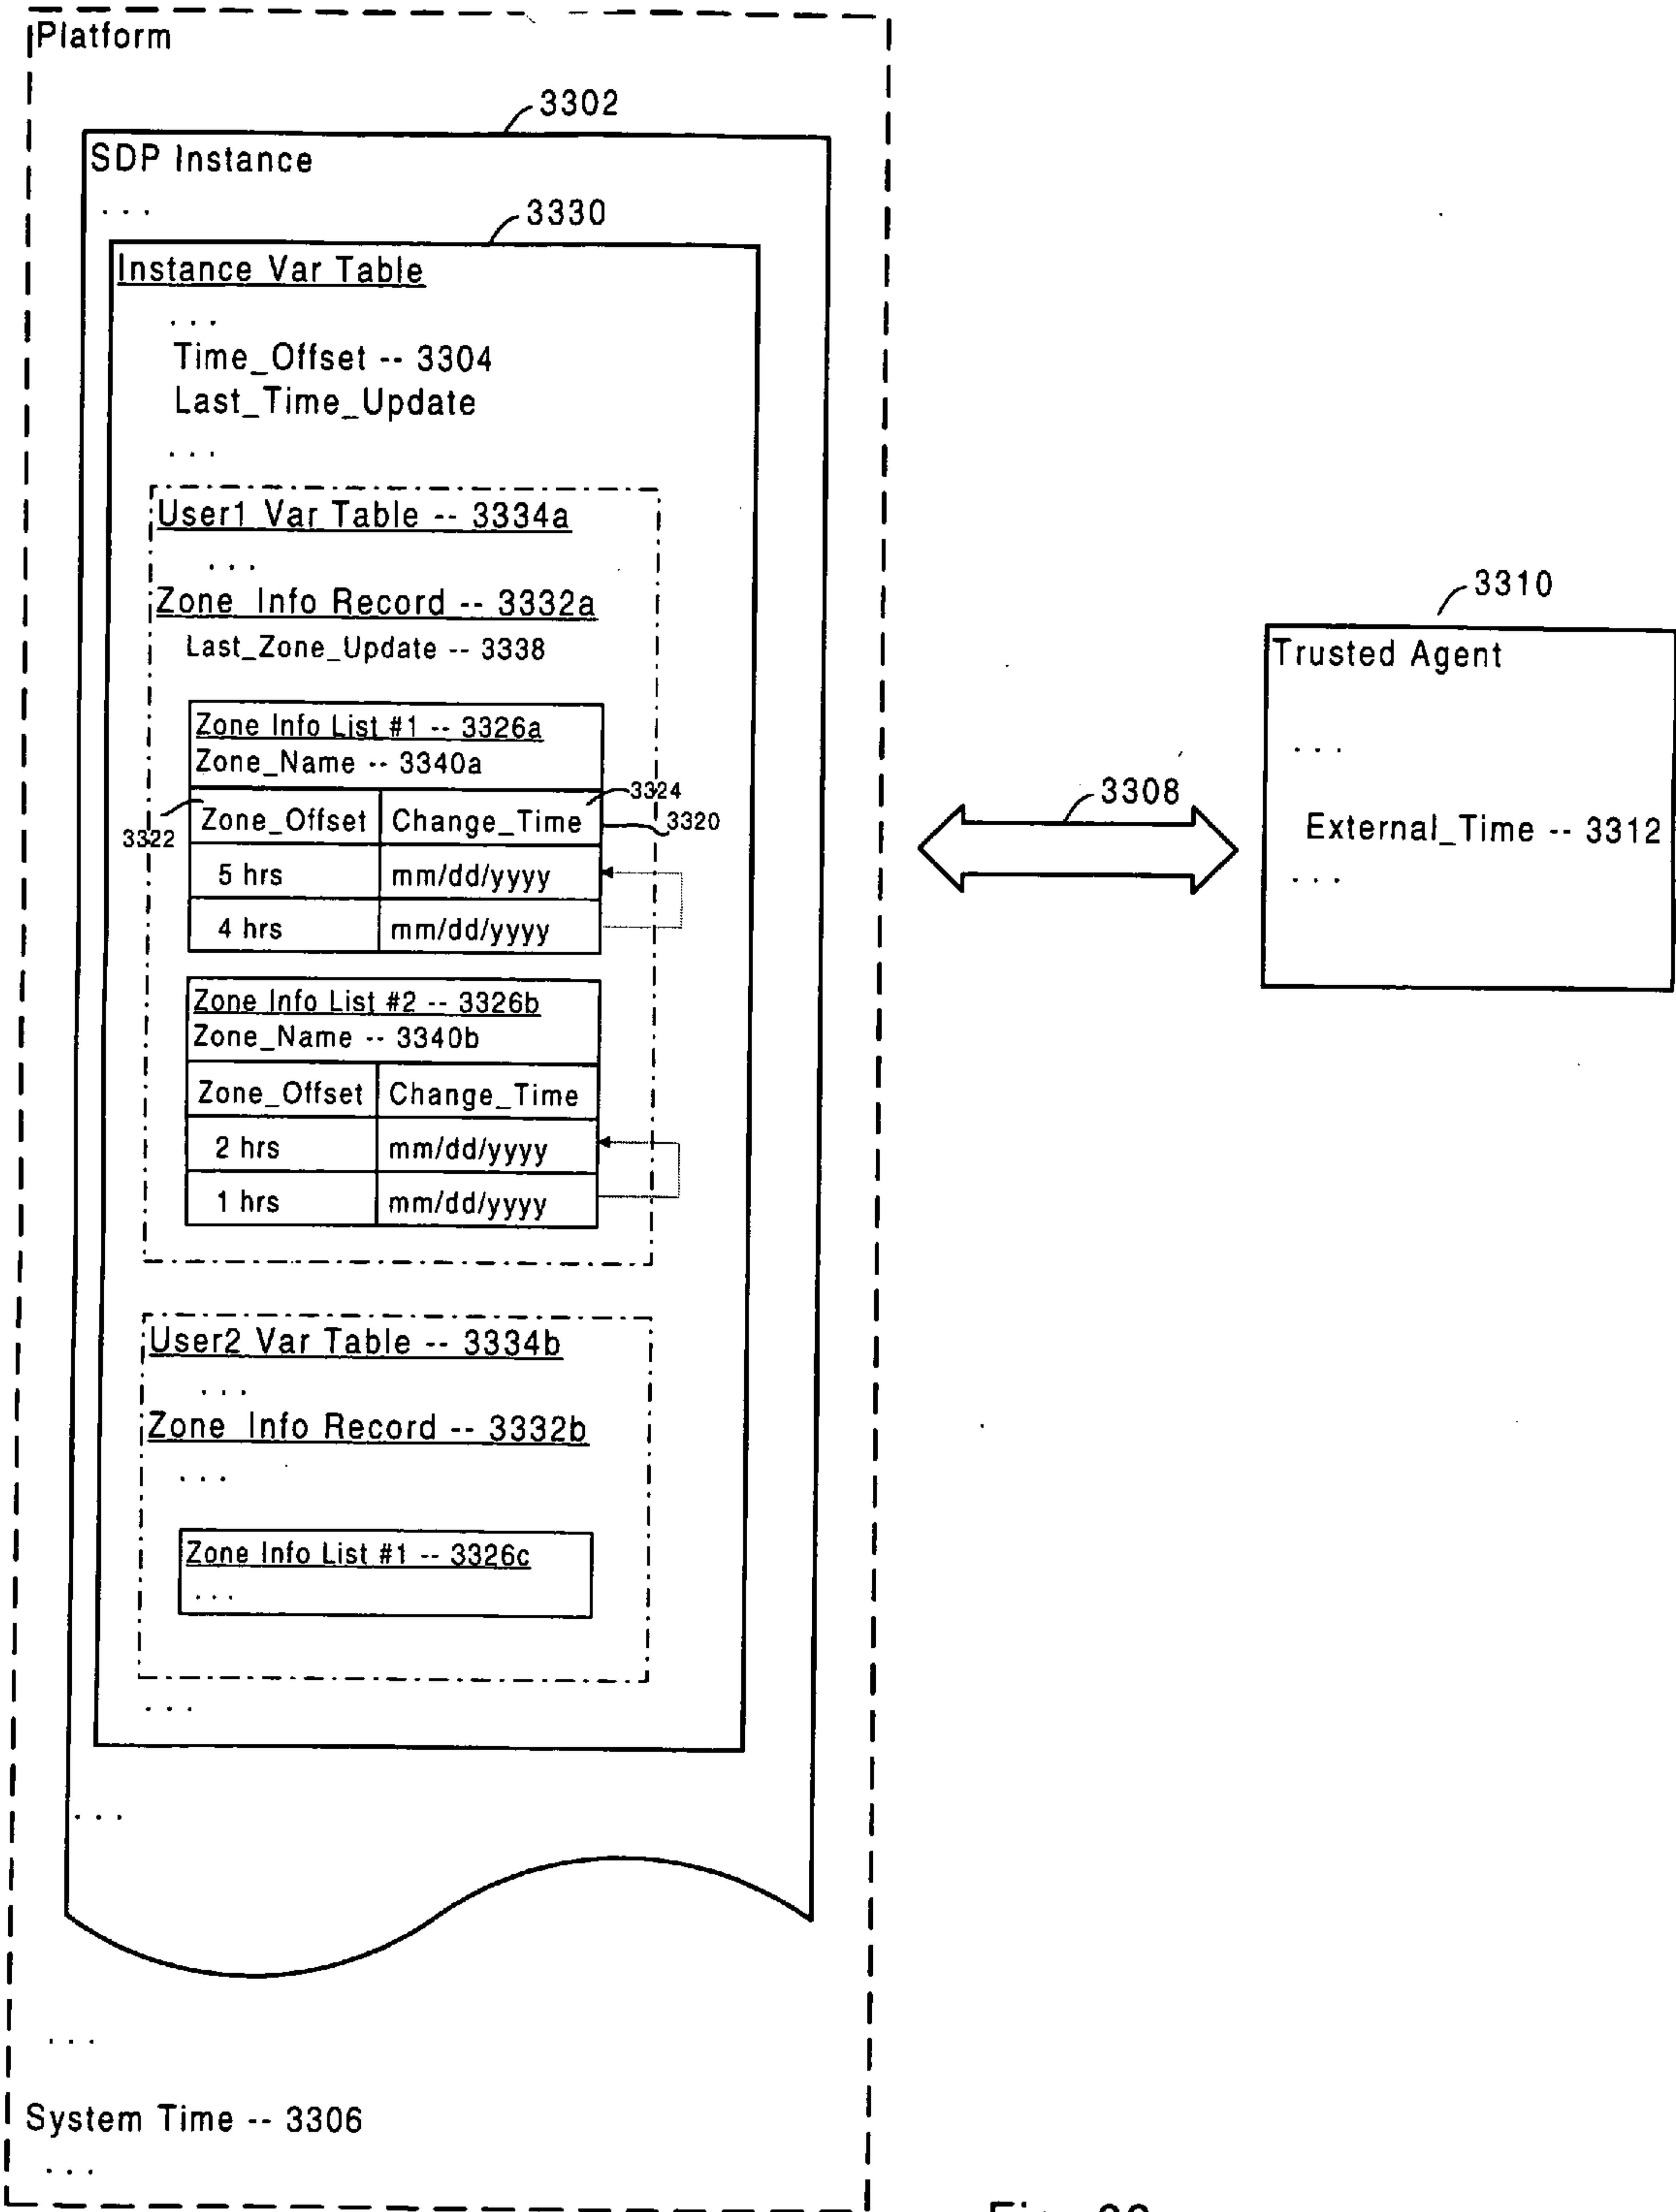 Platform
3302
SDP Instance
. . .
3330
Instance Var Table
. . .
Time_Offset -- 3304
Last_Time_Update
. . .
User1 Var Table -- 3334a
. . .
Zone Info Record -- 3332a
Last_Zone_Update -- 3338
Zone Info List #1 -- 3326a
Zone_Name -- 3340a
3324
3322
Zone_Offset Change_Time
3320
5 hrs mm/dd/yyyy
4 hrs mm/dd/yyyy
Zone Info List #2 -- 3326b
Zone_Name -- 3340b
Zone_Offset Change_Time
2 hrs mm/dd/yyyy
1 hrs mm/dd/yyyy
User2 Var Table -- 3334b
. . .
Zone Info Record -- 3332b
. . .
Zone Info List #1 -- 3326c
. . .
. . .
. . .
. . .
System Time -- 3306
. . .
3308
3310
Trusted Agent
. . .
External_Time -- 3312
. . .